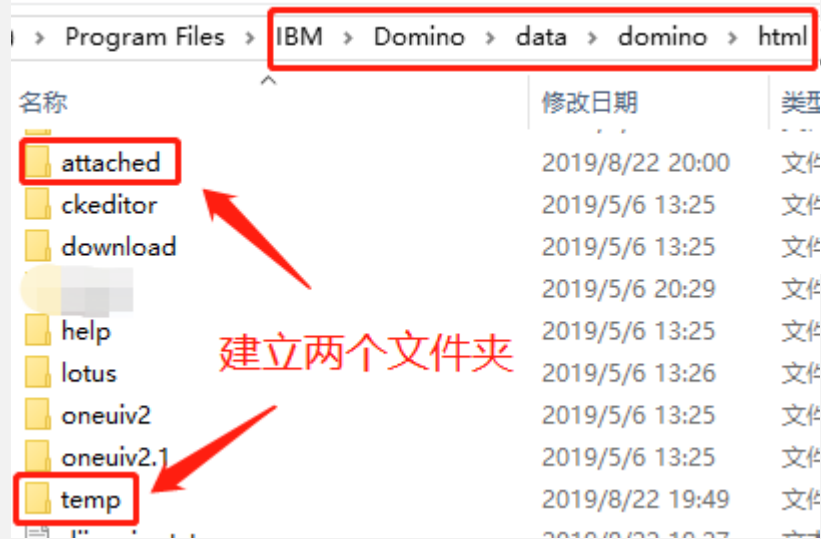 › Program Files › IBM › Domino › data › domino › html
名称 修改日期 类型
attached 2019/8/22 20:00 文件
ckeditor 2019/5/6 13:25 文件
download 2019/5/6 13:25 文件
2019/5/6 20:29 文件
help 2019/5/6 13:25 文件
建立两个文件夹
lotus 2019/5/6 13:26 文件
oneuiv2 2019/5/6 13:25 文件
oneuiv2.1 2019/5/6 13:25 文件
temp 2019/8/22 19:49 文件